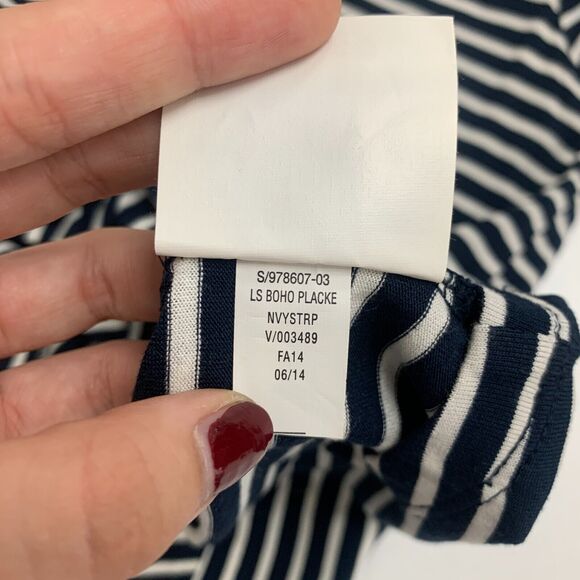 S/978607-03
LS BOHO PLACKE
NVYSTRP
V/003489
FA14
06/14